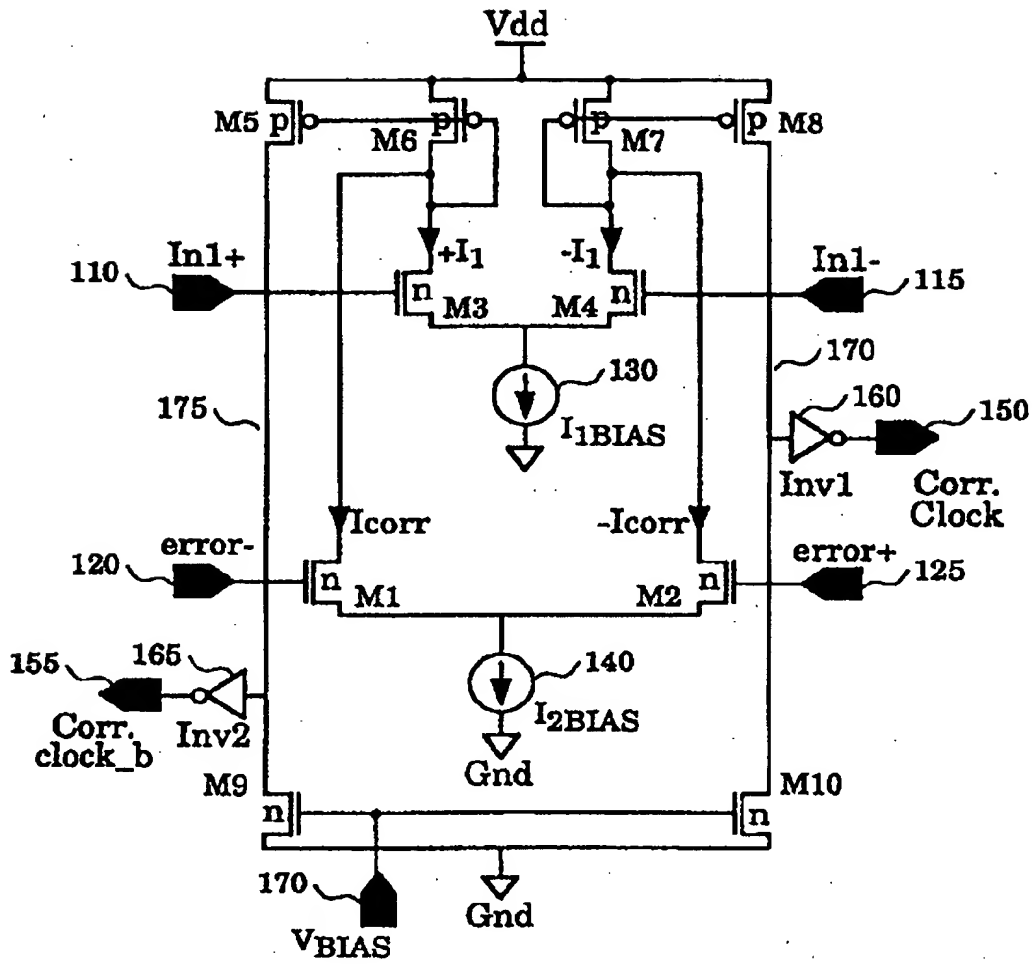 Vdd
M5 p
M6 p
p M7
p M8
In1+
110
+I1
-I1
In1-
115
n M3
M4 n
130
170
175
I1BIAS
160
150
Inv1
Corr.
Clock
Icorr
-Icorr
error-
120
n M1
M2 n
error+
125
155
165
140
Corr.
clock_b
Inv2
I2BIAS
Gnd
M9
n
M10
n
170
VBIAS
Gnd